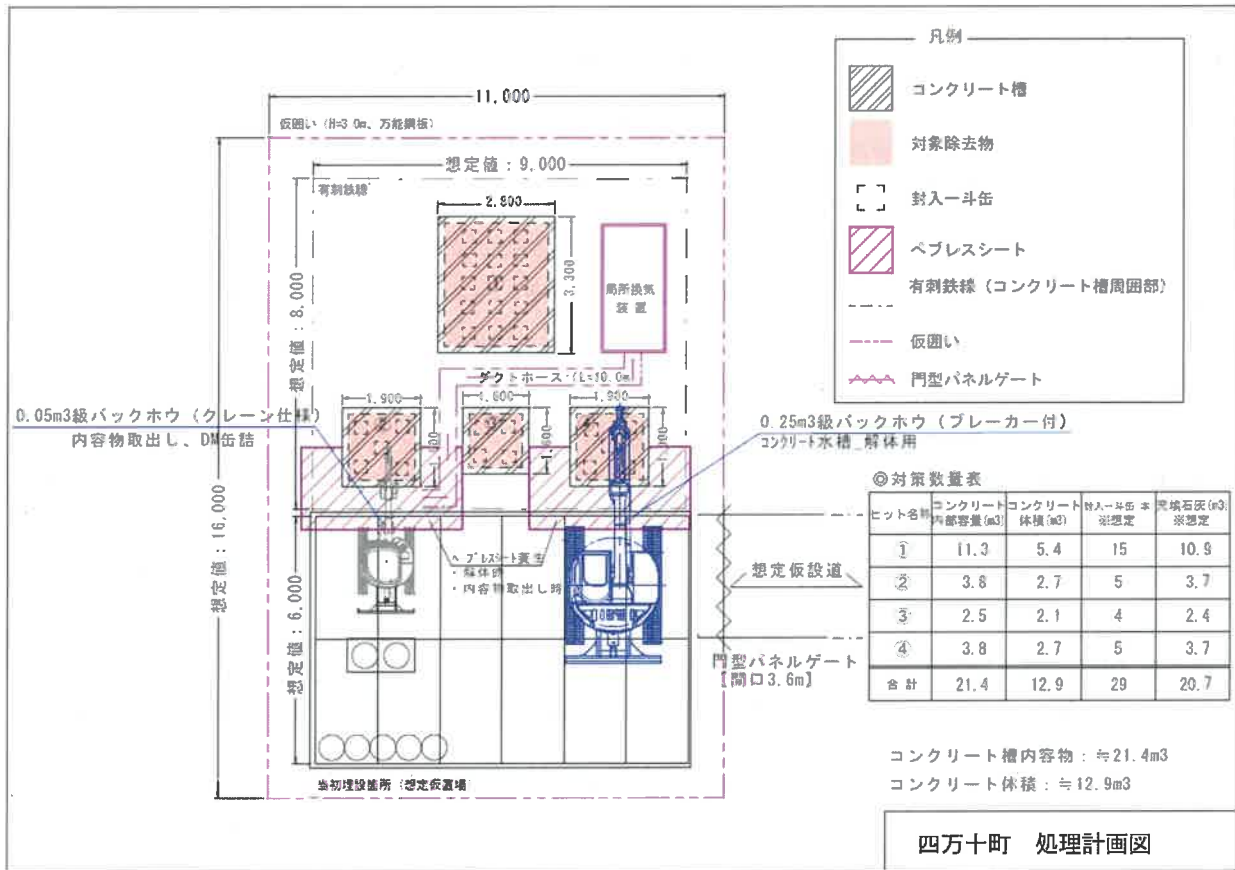 凡例
コンクリート槽
対象除去物
封入一斗缶
ペブレスシート
有刺鉄線（コンクリート槽周囲部）
仮囲い
門型パネルゲート
11,000
仮囲い（H=3.0m、万能鋼板）
想定値：9,000
有刺鉄線
2,800
3,300
局所換気
装置
想定値：8,000
想定値：16,000
ダクトホース（L=10.0m
1,900
1,600
1,900
0.05m3級バックホウ（クレーン仕様）
内容物取出し、DM缶詰
0.25m3級バックホウ（ブレーカー付）
コンクリート水槽_解体用
ペブレスシート養生
・解体時
・内容物取出し時
想定値：6,000
想定仮設道
門型パネルゲート
【開口3.6m】
当初埋設箇所（想定仮置場
◎対策数量表
ピット名称 コンクリート内部容量(m3) コンクリート体積(m3) 封入一斗缶 本 ※想定 充填石灰(m3) ※想定
① 11.3 5.4 15 10.9
② 3.8 2.7 5 3.7
③ 2.5 2.1 4 2.4
④ 3.8 2.7 5 3.7
合計 21.4 12.9 29 20.7
コンクリート槽内容物：≒21.4m3
コンクリート体積：≒12.9m3
四万十町 処理計画図